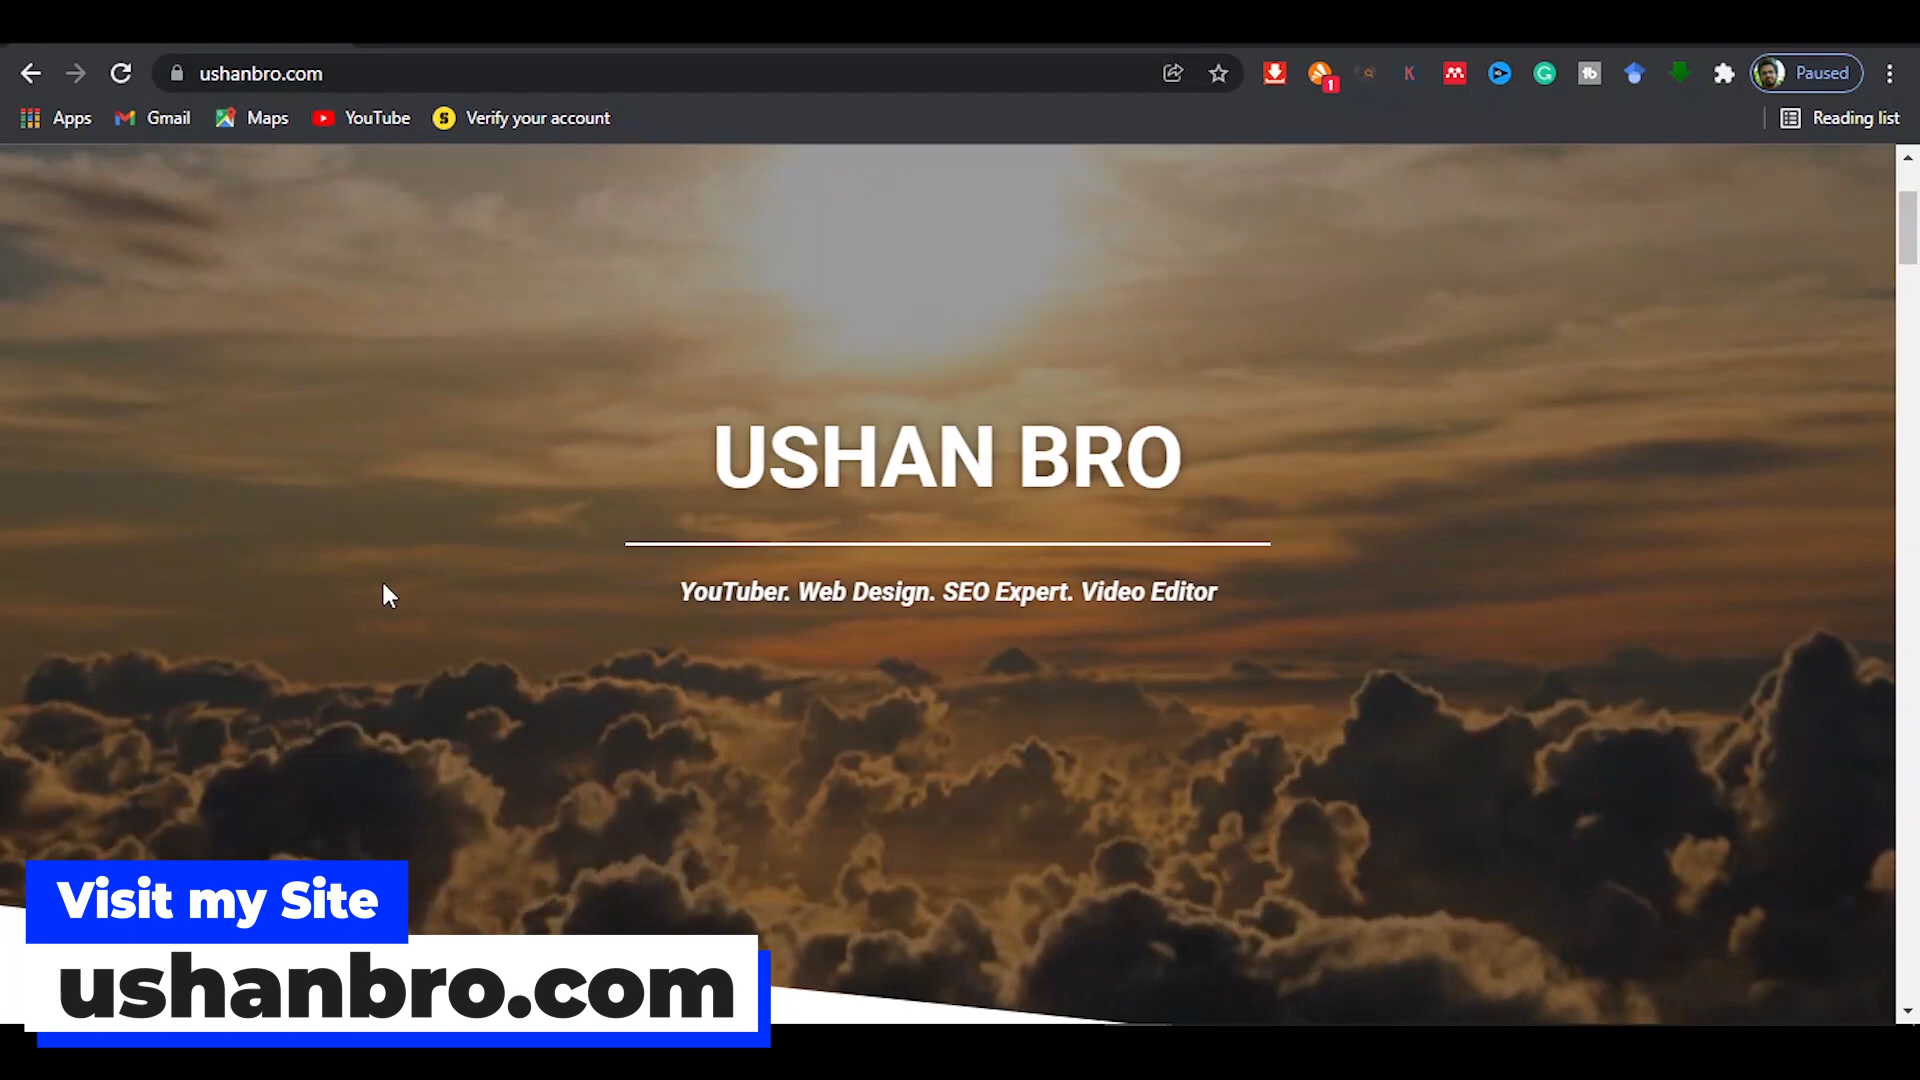 ushanbro.com
1
K
Paused
Apps
Gmail
Maps
YouTube
S
Verify your account
Reading list
USHAN BRO
YouTuber. Web Design. SEO Expert. Video Editor
Visit my Site
ushanbro.com